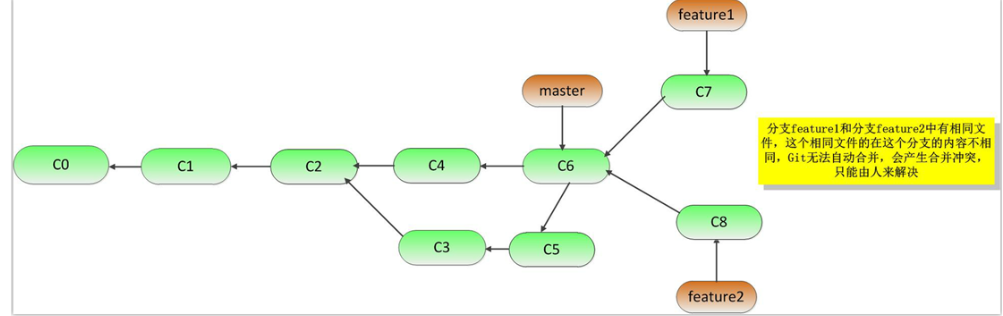 feature1
master
C7
分支feature1和分支feature2中有相同文
件，这个相同文件的在这个分支的内容不相
同，Git无法自动合并，会产生合并冲突，
只能由人来解决
C0
C1
C2
C4
C6
C8
C3
C5
feature2